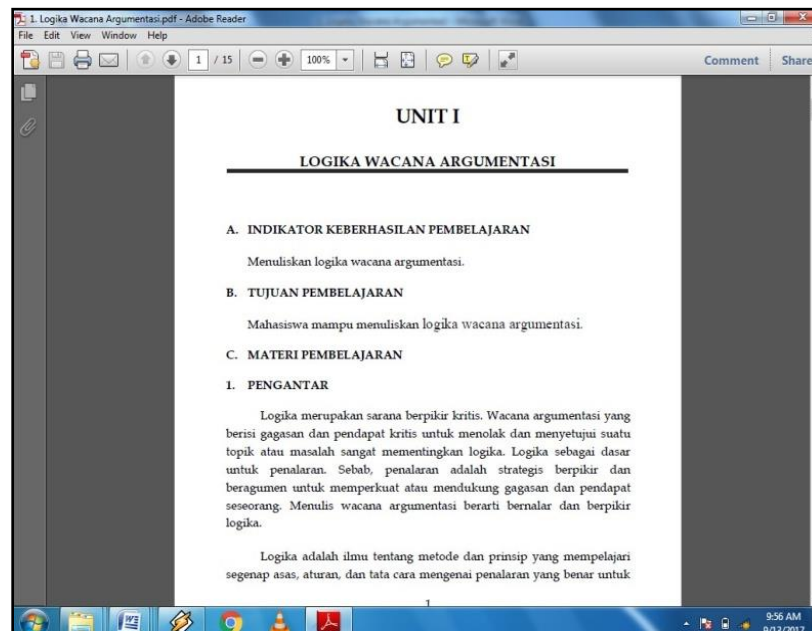 1. Logika Wacana Argumentasi.pdf - Adobe Reader
File Edit View Window Help
1 / 15 100% Comment Share
UNIT I
LOGIKA WACANA ARGUMENTASI
A. INDIKATOR KEBERHASILAN PEMBELAJARAN
Menuliskan logika wacana argumentasi.
B. TUJUAN PEMBELAJARAN
Mahasiswa mampu menuliskan logika wacana argumentasi.
C. MATERI PEMBELAJARAN
1. PENGANTAR
Logika merupakan sarana berpikir kritis. Wacana argumentasi yang
berisi gagasan dan pendapat kritis untuk menolak dan menyetujui suatu
topik atau masalah sangat mementingkan logika. Logika sebagai dasar
untuk penalaran. Sebab, penalaran adalah strategis berpikir dan
beragumen untuk memperkuat atau mendukung gagasan dan pendapat
seseorang. Menulis wacana argumentasi berarti bernalar dan berpikir
logika.
Logika adalah ilmu tentang metode dan prinsip yang mempelajari
segenap asas, aturan, dan tata cara mengenai penalaran yang benar untuk
1
9:56 AM
9/13/2017